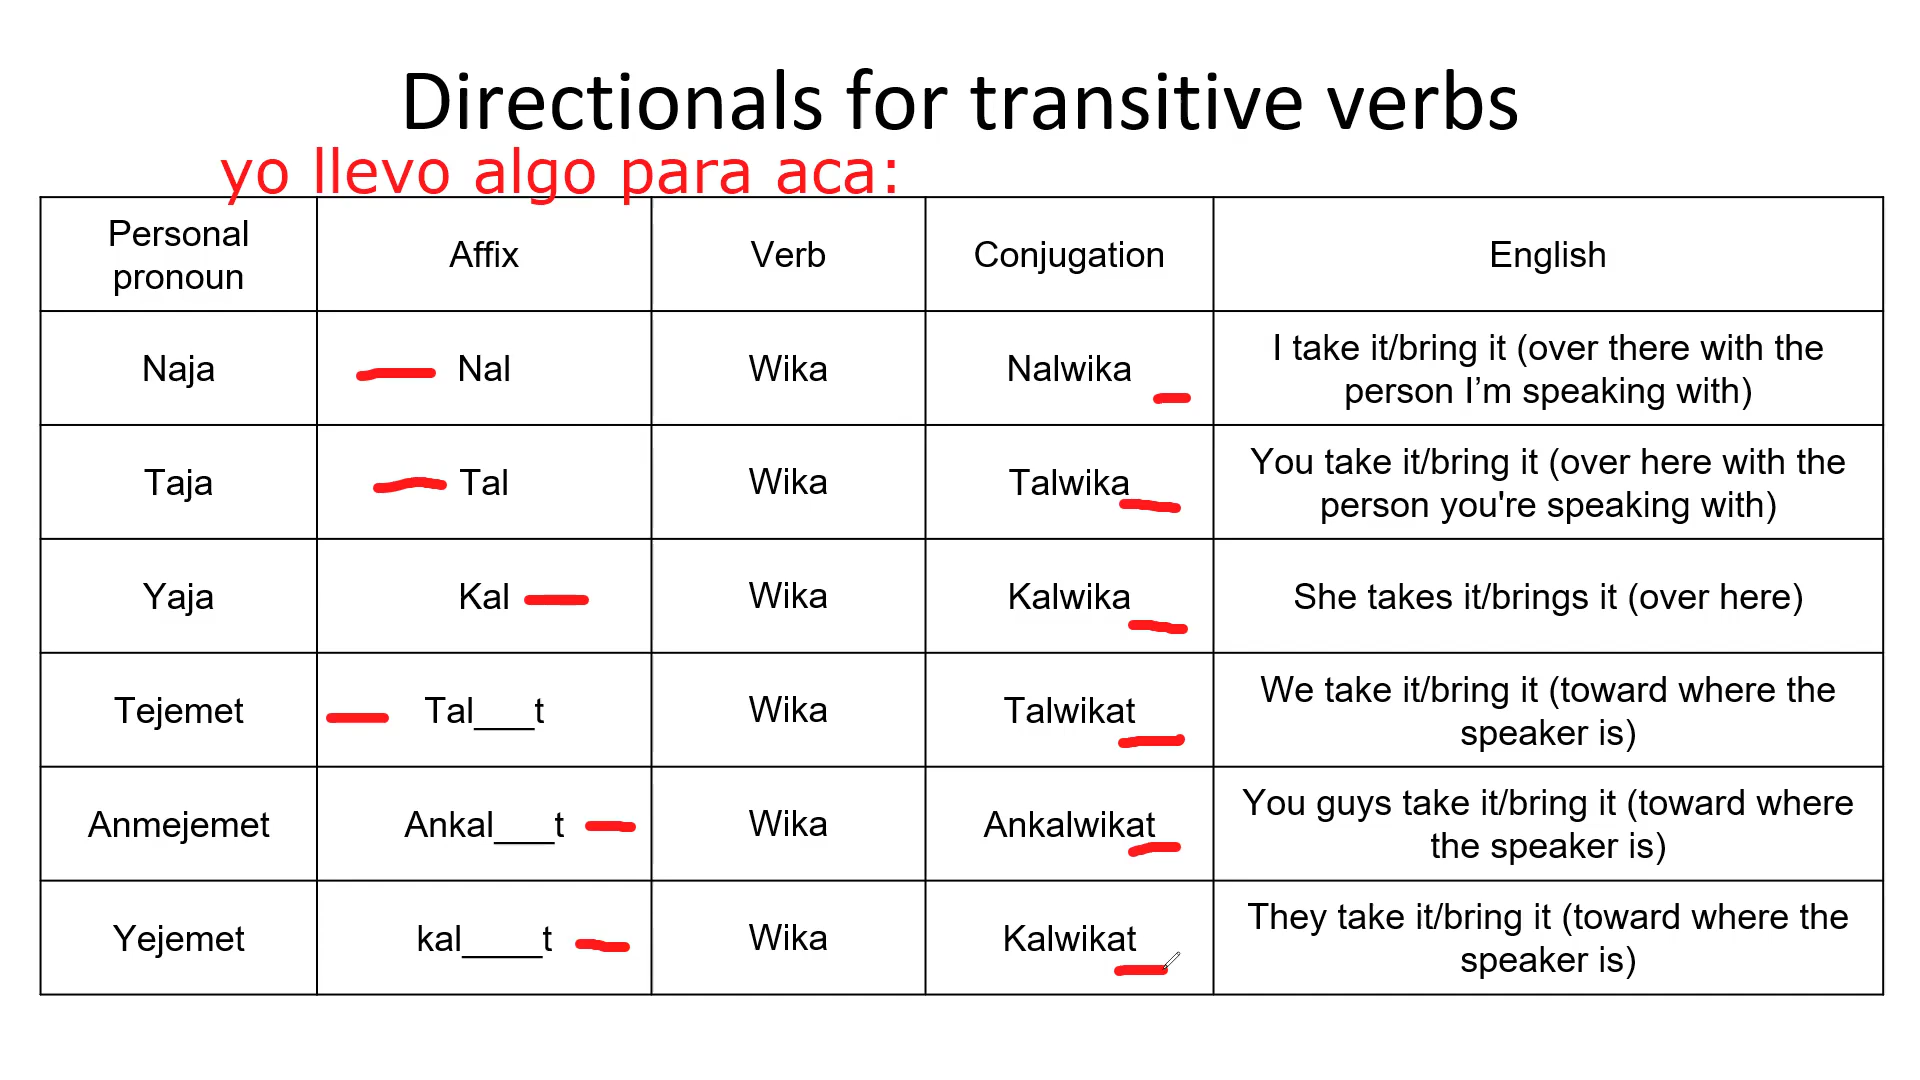 Directionals for transitive verbs
yo llevo algo para aca:
Personal
pronoun
Affix
Verb
Conjugation
English
Naja
Nal
Wika
Nalwika
I take it/bring it (over there with the
person I’m speaking with)
Taja
Tal
Wika
Talwika
You take it/bring it (over here with the
person you're speaking with)
Yaja
Kal
Wika
Kalwika
She takes it/brings it (over here)
Tejemet
Tal___t
Wika
Talwikat
We take it/bring it (toward where the
speaker is)
Anmejemet
Ankal___t
Wika
Ankalwikat
You guys take it/bring it (toward where
the speaker is)
Yejemet
kal____t
Wika
Kalwikat
They take it/bring it (toward where the
speaker is)